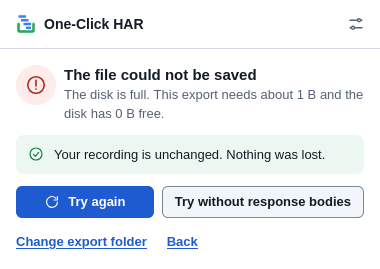 One-Click HAR
The file could not be saved
The disk is full. This export needs about 1 B and the
disk has 0 B free.
Your recording is unchanged. Nothing was lost.
Try again
Try without response bodies
Change export folder
Back